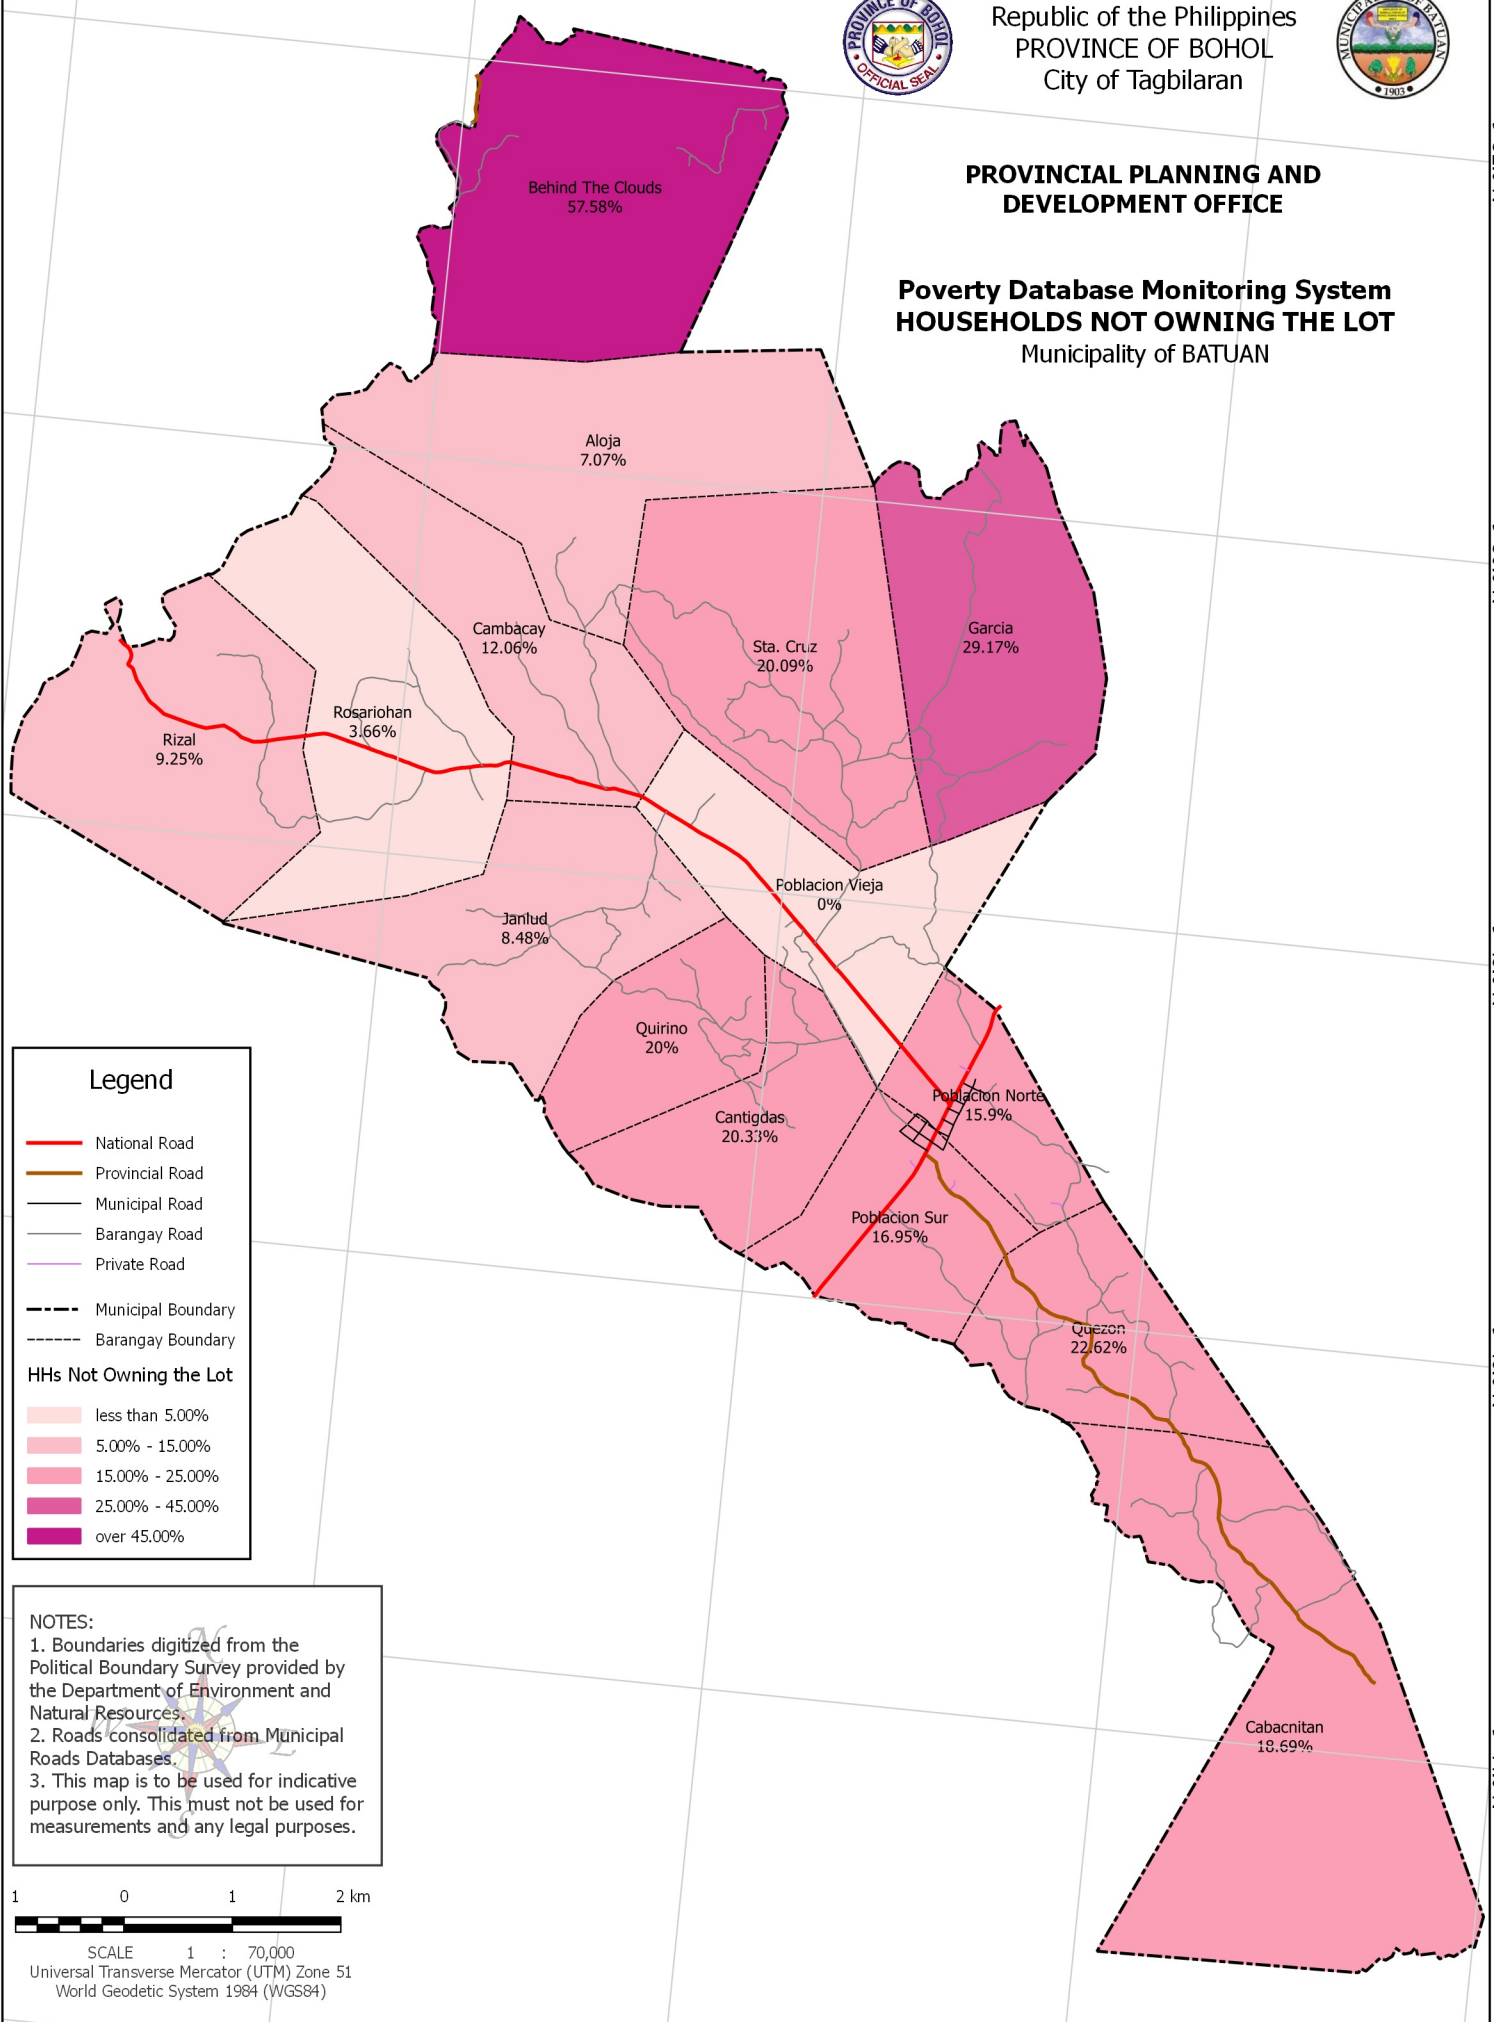 PROVINCE OF BOHOL
OFFICIAL SEAL
Republic of the Philippines
PROVINCE OF BOHOL
City of Tagbilaran
1903
PROVINCIAL PLANNING AND
DEVELOPMENT OFFICE
Poverty Database Monitoring System
HOUSEHOLDS NOT OWNING THE LOT
Municipality of BATUAN
Behind The Clouds
57.58%
Aloja
7.07%
Cambacay
12.06%
Sta. Cruz
20.09%
Garcia
29.17%
Rosariohan
3.66%
Rizal
9.25%
Poblacion Vieja
0%
Janlud
8.48%
Quirino
20%
Cantigdas
20.33%
Poblacion Norte
15.9%
Poblacion Sur
16.95%
Quezon
22.62%
Cabacnitan
18.69%
Legend
National Road
Provincial Road
Municipal Road
Barangay Road
Private Road
Municipal Boundary
Barangay Boundary
HHs Not Owning the Lot
less than 5.00%
5.00% - 15.00%
15.00% - 25.00%
25.00% - 45.00%
over 45.00%
NOTES:
1. Boundaries digitized from the
Political Boundary Survey provided by
the Department of Environment and
Natural Resources.
2. Roads consolidated from Municipal
Roads Databases.
3. This map is to be used for indicative
purpose only. This must not be used for
measurements and any legal purposes.
N
W
E
S
1 0 1 2 km
SCALE 1 : 70,000
Universal Transverse Mercator (UTM) Zone 51
World Geodetic System 1984 (WGS84)